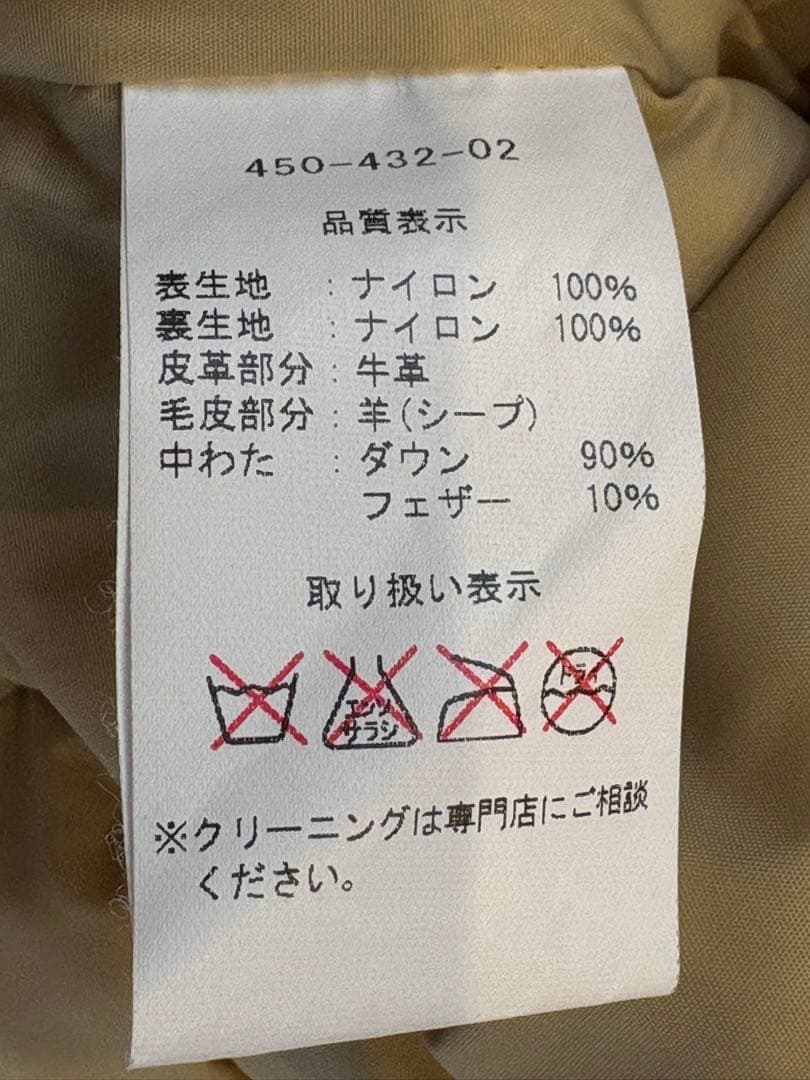 450-432-02
品質表示
表生地 : ナイロン 100%
裏生地 : ナイロン 100%
皮革部分 : 牛革
毛皮部分 : 羊(シープ)
中わた : ダウン 90%
フェザー 10%
取り扱い表示
エンソ
サラシ
ドライ
※クリーニングは専門店にご相談
ください。